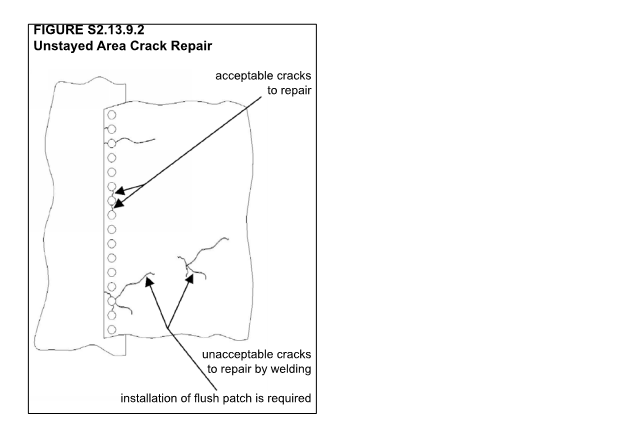 FIGURE S2.13.9.2
Unstayed Area Crack Repair
acceptable cracks
to repair
unacceptable cracks
to repair by welding
installation of flush patch is required